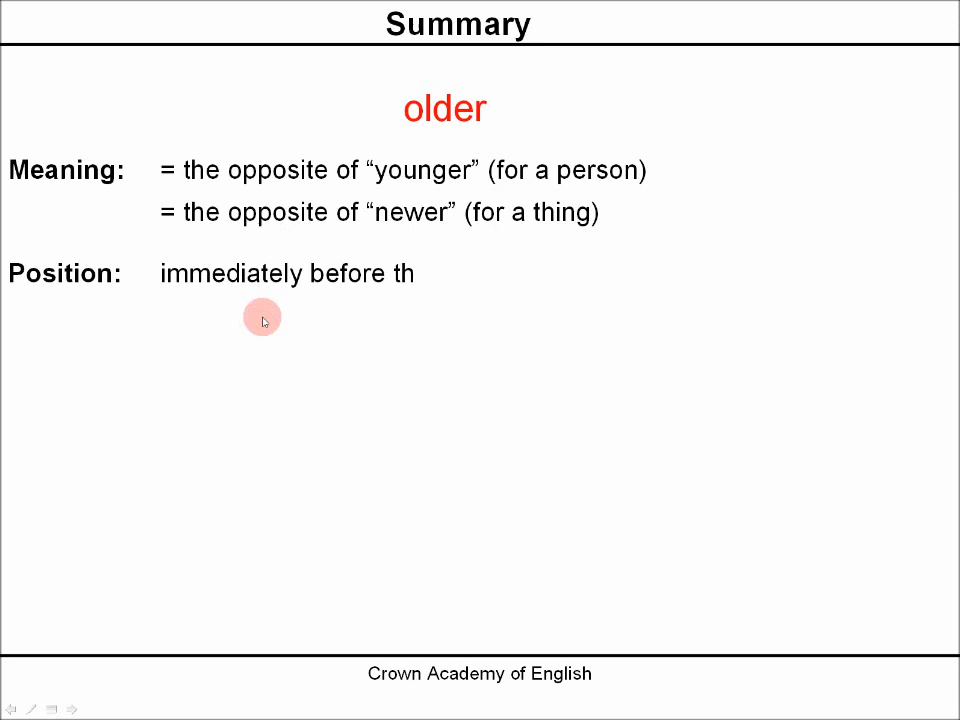 Summary
older
Meaning: = the opposite of “younger” (for a person)
= the opposite of “newer” (for a thing)
Position: immediately before th
Crown Academy of English